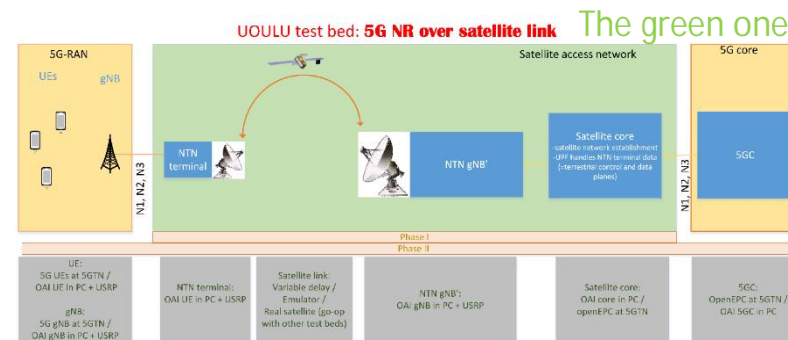 The green one
UOULU test bed: 5G NR over satellite link
5G-RAN
Satellite access network
5G core
UEs
gNB
NTN
terminal
NTN gNB'
Satellite core
-satellite network establishment
-UPF handles NTN terminal data
(=terrestrial control and data
planes)
5GC
N1, N2, N3
N1, N2, N3
Phase I
Phase II
UE:
5G UEs at 5GTN /
OAI UE in PC + USRP
gNB:
5G gNB at 5GTN /
OAI gNB in PC + USRP
NTN terminal:
OAI UE in PC + USRP
Satellite link:
Variable delay /
Emulator /
Real satellite (go-op
with other test beds)
NTN gNB':
OAI gNB in PC + USRP
Satellite core:
OAI core in PC /
openEPC at 5GTN
5GC:
OpenEPC at 5GTN /
OAI 5GC in PC